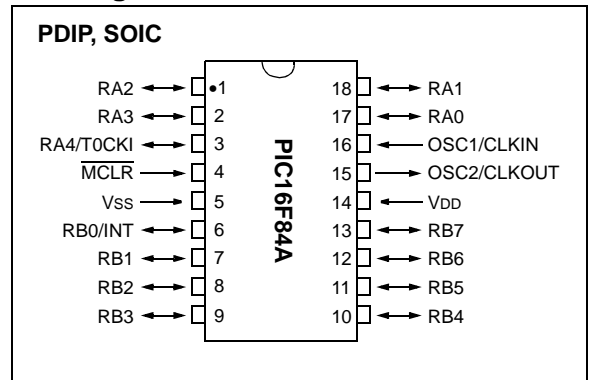 PDIP, SOIC
RA2 •1 18 RA1
RA3 2 17 RA0
RA4/T0CKI 3 16 OSC1/CLKIN
MCLR 4 15 OSC2/CLKOUT
VSS 5 14 VDD
RB0/INT 6 13 RB7
RB1 7 12 RB6
RB2 8 11 RB5
RB3 9 10 RB4
PIC16F84A